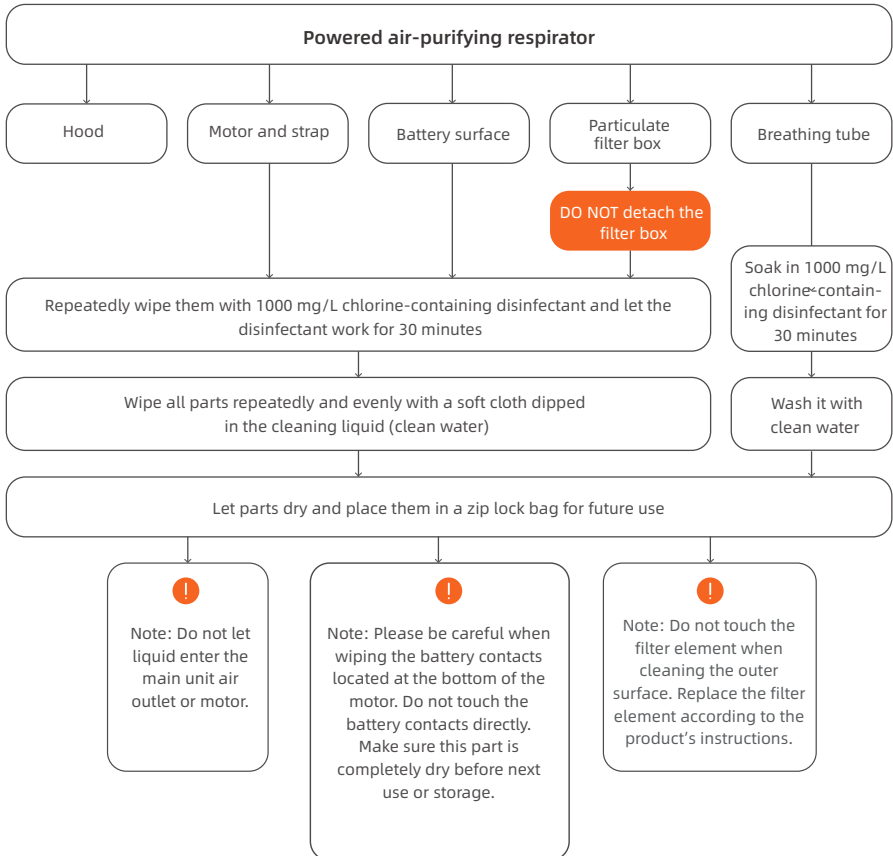 Powered air-purifying respirator
Hood
Motor and strap
Battery surface
Particulate
filter box
Breathing tube
DO NOT detach the
filter box
Repeatedly wipe them with 1000 mg/L chlorine-containing disinfectant and let the
disinfectant work for 30 minutes
Soak in 1000 mg/L
chlorine-contain-
ing disinfectant for
30 minutes
Wipe all parts repeatedly and evenly with a soft cloth dipped
in the cleaning liquid (clean water)
Wash it with
clean water
Let parts dry and place them in a zip lock bag for future use
!
Note: Do not let
liquid enter the
main unit air
outlet or motor.
!
Note: Please be careful when
wiping the battery contacts
located at the bottom of the
motor. Do not touch the
battery contacts directly.
Make sure this part is
completely dry before next
use or storage.
!
Note: Do not touch the
filter element when
cleaning the outer
surface. Replace the filter
element according to the
product's instructions.